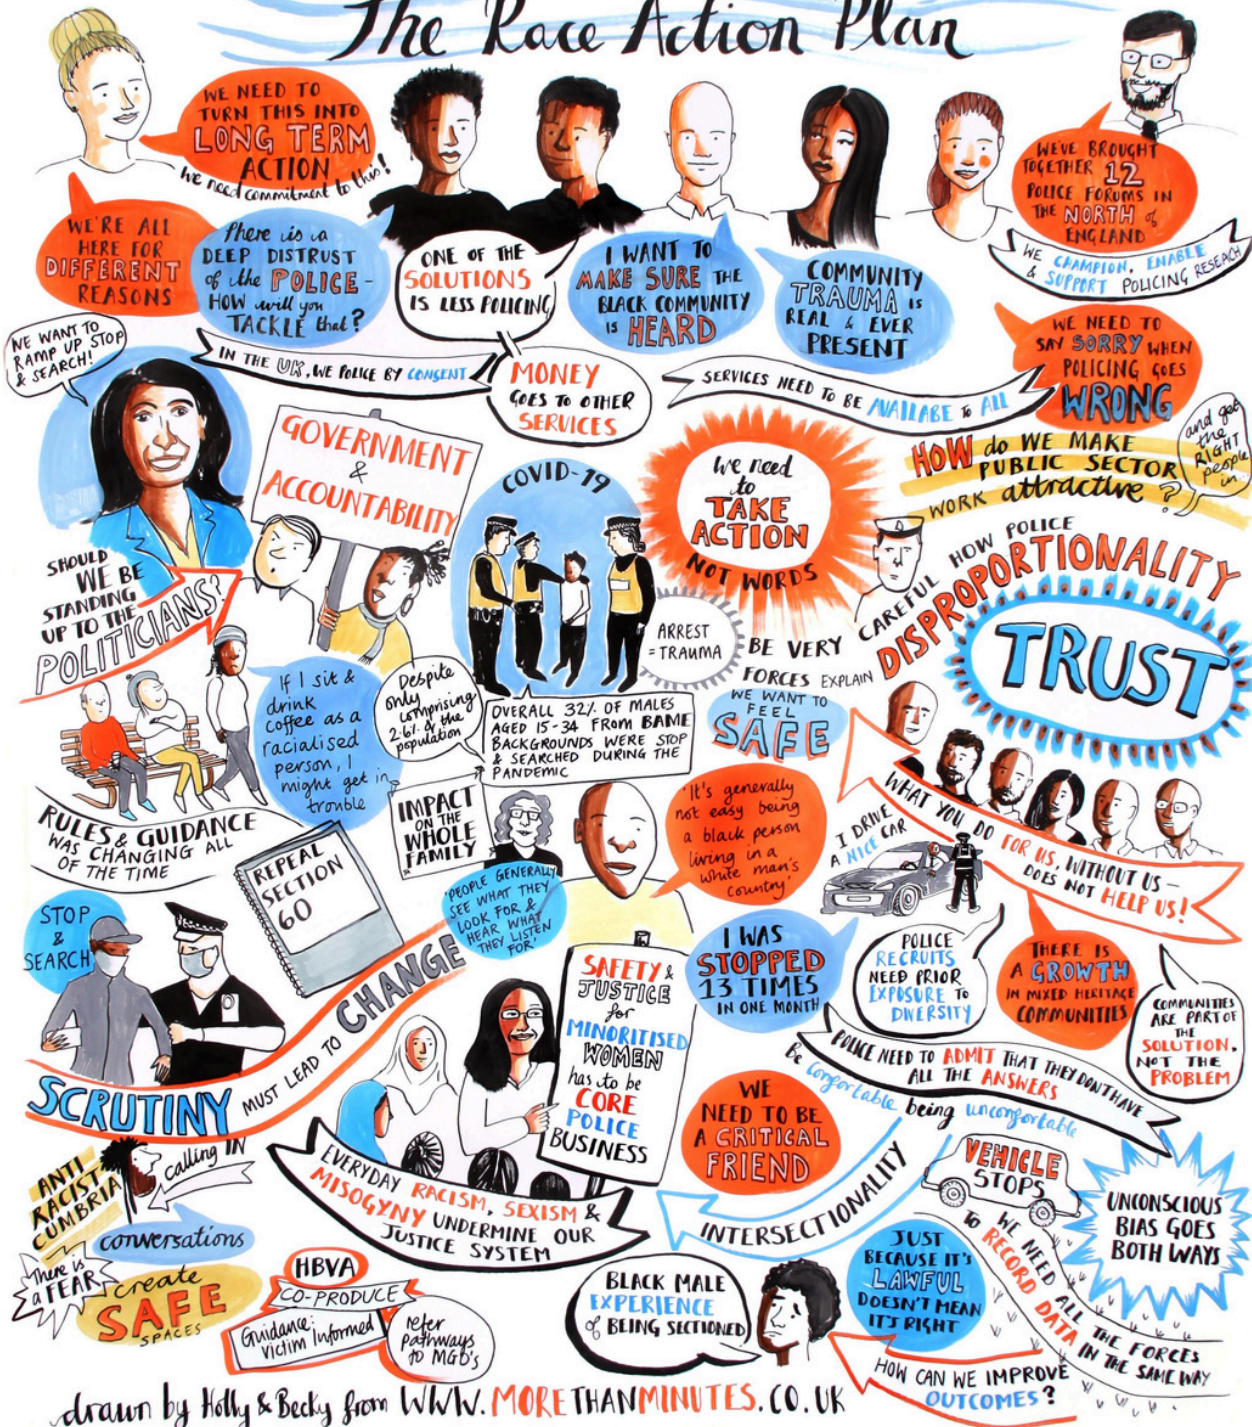 The Race Action Plan
WE NEED TO
TURN THIS INTO
LONG TERM
ACTION
We need commitment to this!
WE'RE ALL
HERE FOR
DIFFERENT
REASONS
There is a
DEEP DISTRUST
of the POLICE -
HOW will you
TACKLE that?
ONE OF THE
SOLUTIONS
IS LESS POLICING
I WANT TO
MAKE SURE THE
BLACK COMMUNITY
IS HEARD
COMMUNITY
TRAUMA IS
REAL & EVER
PRESENT
WE'VE BROUGHT
TOGETHER 12
POLICE FORUMS IN
THE NORTH of
ENGLAND
WE CHAMPION, ENABLE
& SUPPORT POLICING RESEACH
WE WANT TO
RAMP UP STOP
& SEARCH!
IN THE UK, WE POLICE BY CONSENT
MONEY
GOES TO OTHER
SERVICES
SERVICES NEED TO BE AVAILABE to ALL
WE NEED TO
SAY SORRY WHEN
POLICING GOES
WRONG
HOW do WE MAKE
PUBLIC SECTOR
WORK attractive?
and get
the
RIGHT
people
in
GOVERNMENT
&
ACCOUNTABILITY
SHOULD
WE BE
STANDING
UP TO THE
POLITICIANS?
COVID-19
We need
to
TAKE
ACTION
NOT WORDS
ARREST
= TRAUMA
BE VERY
CAREFUL HOW POLICE
FORCES EXPLAIN
DISPROPORTIONALITY
TRUST
If I sit &
drink
coffee as a
racialised
person, I
might get in
trouble
Despite
only
comprising
2.6% of the
population
OVERALL 32% OF MALES
AGED 15-34 FROM BAME
BACKGROUNDS WERE STOP
& SEARCHED DURING THE
PANDEMIC
WE WANT TO
FEEL
SAFE
RULES & GUIDANCE
WAS CHANGING ALL
OF THE TIME
IMPACT
ON THE
WHOLE
FAMILY
'It's generally
not easy being
a black person
living in a
white man's
country'
I DRIVE
A NICE CAR
WHAT YOU DO FOR US, WITHOUT US –
DOES NOT HELP US!
REPEAL
SECTION
60
'PEOPLE GENERALLY
SEE WHAT THEY
LOOK FOR &
HEAR WHAT
THEY LISTEN
FOR'
STOP
&
SEARCH
SCRUTINY MUST LEAD TO CHANGE
SAFETY &
JUSTICE
for
MINORITISED
WOMEN
has to be
CORE
POLICE
BUSINESS
I WAS
STOPPED
13 TIMES
IN ONE MONTH
POLICE
RECRUITS
NEED PRIOR
EXPOSURE TO
DIVERSITY
THERE IS
A GROWTH
IN MIXED HERITAGE
COMMUNITIES
COMMUNITIES
ARE PART OF
THE
SOLUTION,
NOT THE
PROBLEM
POLICE NEED TO ADMIT THAT THEY DON'T HAVE
ALL THE ANSWERS
Be comfortable being uncomfortable
WE
NEED TO BE
A CRITICAL
FRIEND
INTERSECTIONALITY
VEHICLE
STOPS
WE NEED ALL THE FORCES
TO RECORD DATA IN THE SAME WAY
UNCONSCIOUS
BIAS GOES
BOTH WAYS
ANTI
RACIST
CUMBRIA
calling IN
conversations
There is
a FEAR
create
SAFE
SPACES
EVERYDAY RACISM, SEXISM &
MISOGYNY UNDERMINE OUR
JUSTICE SYSTEM
HBVA
CO-PRODUCE
Guidance:
victim informed
refer
pathways
to MGO's
BLACK MALE
EXPERIENCE
of BEING SECTIONED
JUST
BECAUSE IT'S
LAWFUL
DOESN'T MEAN
IT'S RIGHT
HOW CAN WE IMPROVE
OUTCOMES?
drawn by Holly & Becky from WWW.MORETHANMINUTES.CO.UK